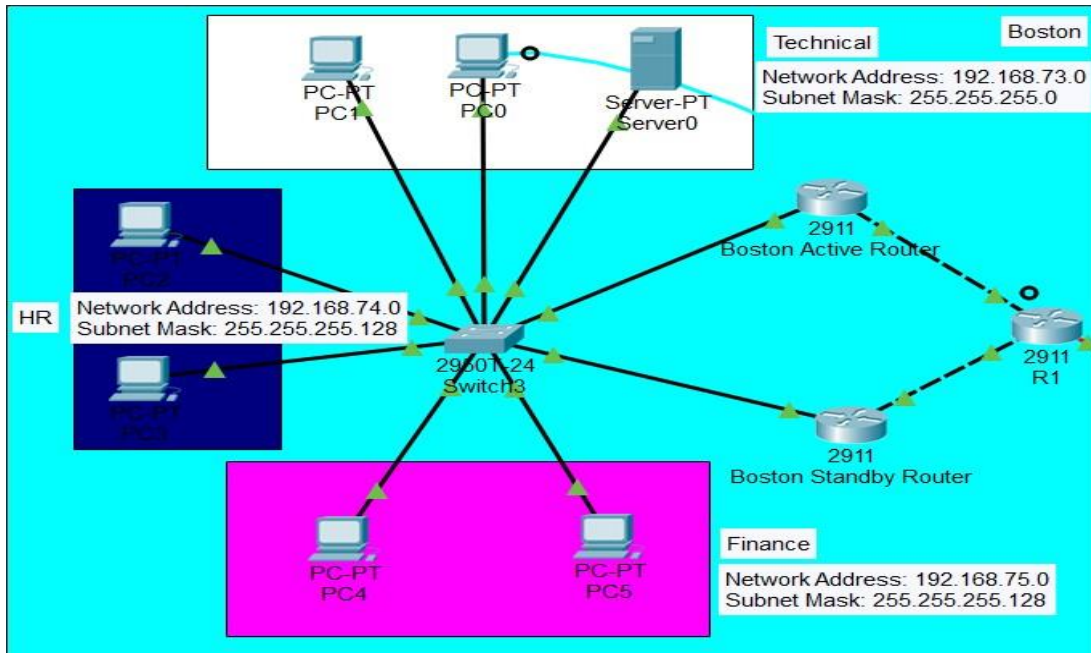 Technical
Boston
Network Address: 192.168.73.0
Subnet Mask: 255.255.255.0
PC-PT
PC1
PC-PT
PC0
Server-PT
Server0
PC-PT
PC2
HR
Network Address: 192.168.74.0
Subnet Mask: 255.255.255.128
PC-PT
PC3
2911
Boston Active Router
2950T-24
Switch3
2911
R1
2911
Boston Standby Router
PC-PT
PC4
PC-PT
PC5
Finance
Network Address: 192.168.75.0
Subnet Mask: 255.255.255.128